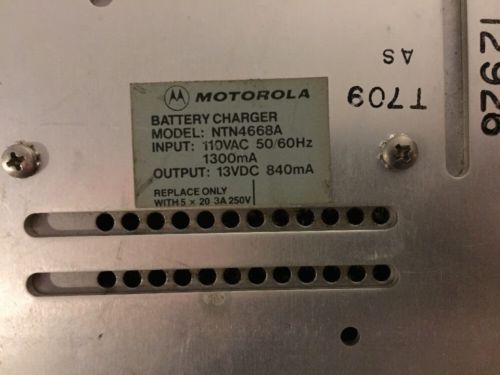 MOTOROLA
BATTERY CHARGER
MODEL: NTN4668A
INPUT: 110VAC 50/60Hz
1300mA
OUTPUT: 13VDC 840mA
REPLACE ONLY
WITH 5 x 20 3A 250V
T709
AS
12926